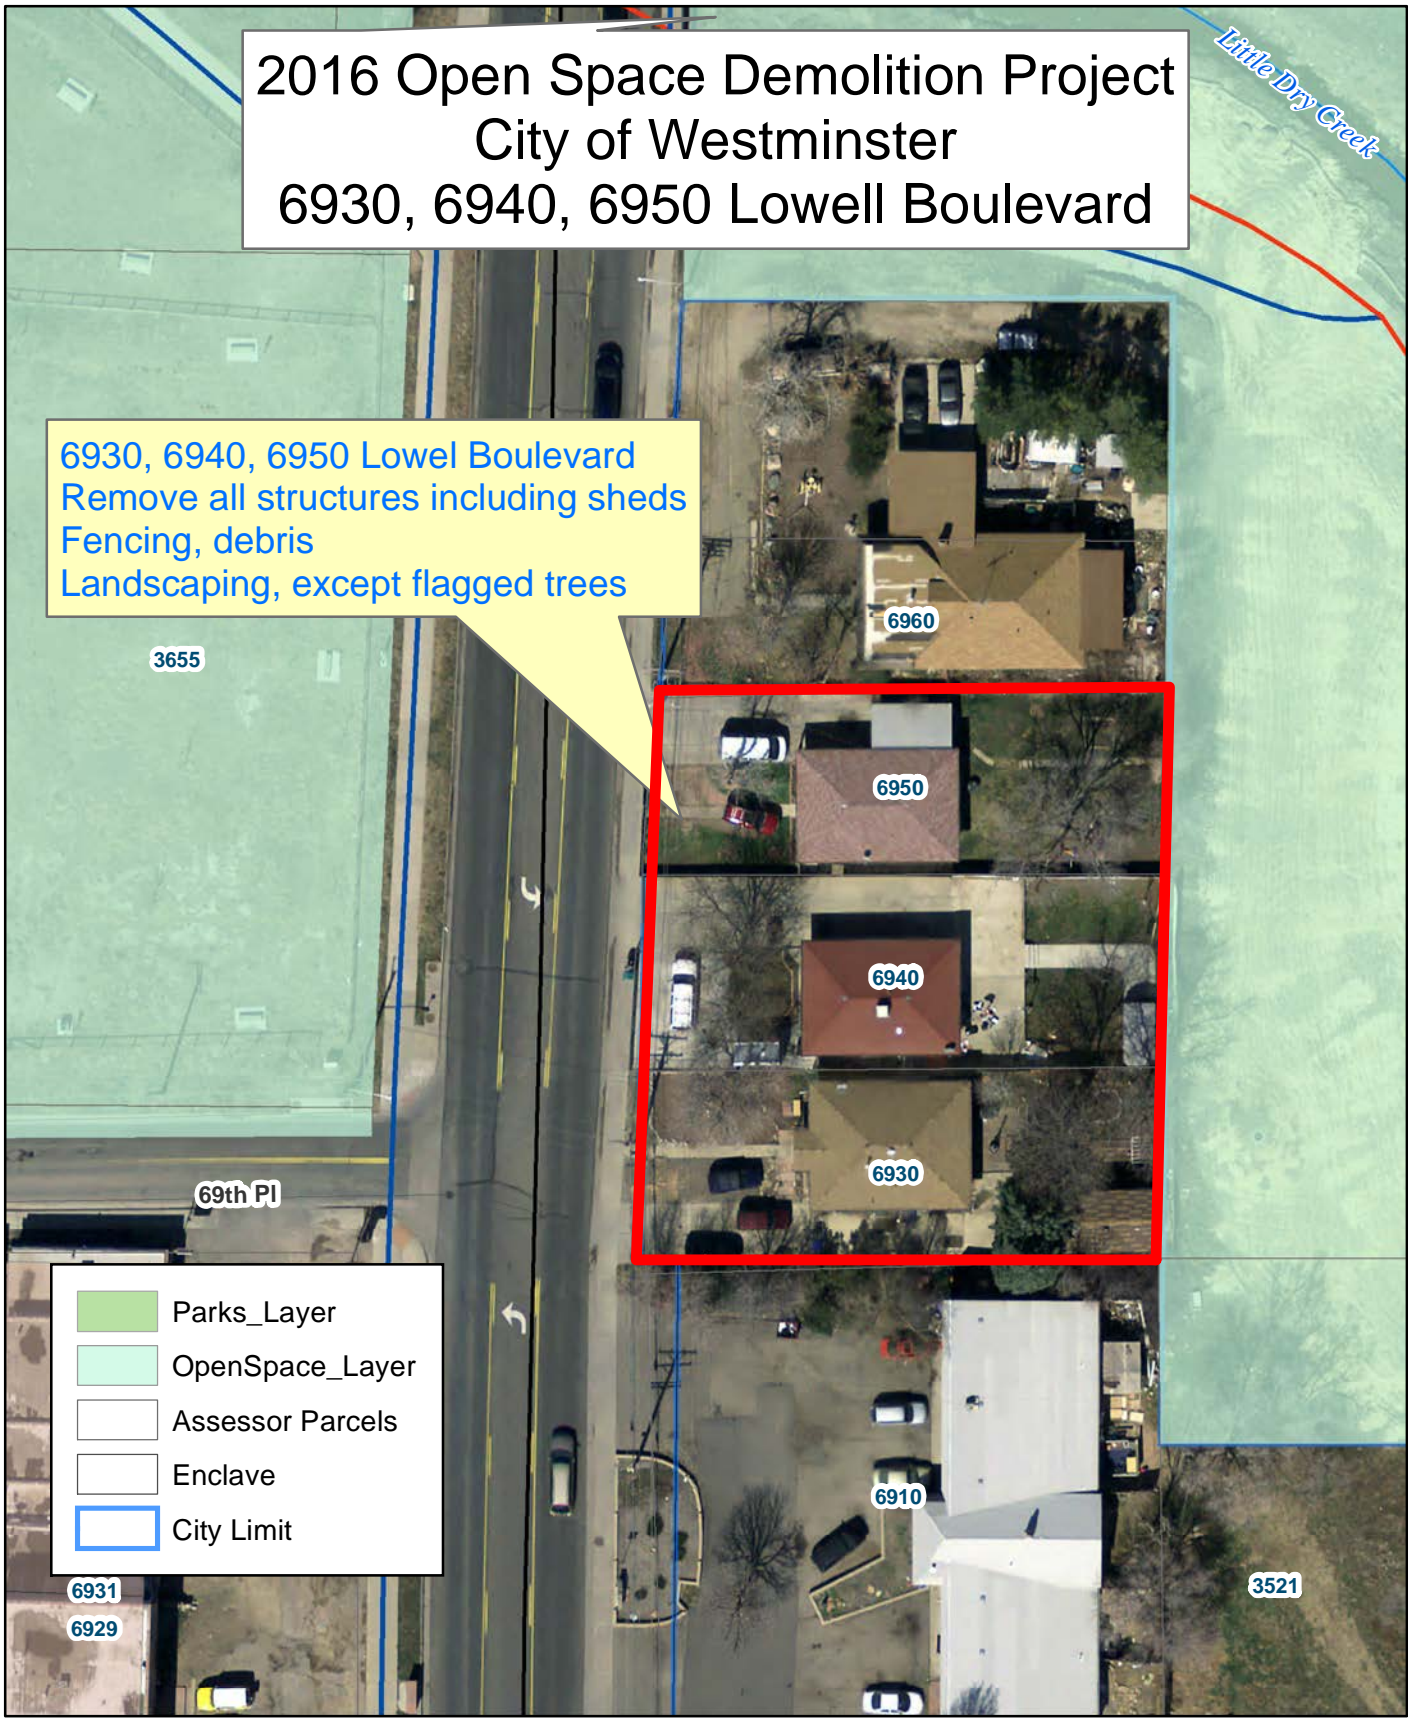 2016 Open Space Demolition Project
City of Westminster
6930, 6940, 6950 Lowell Boulevard
Little Dry Creek
6930, 6940, 6950 Lowel Boulevard
Remove all structures including sheds
Fencing, debris
Landscaping, except flagged trees
6960
3655
6950
6940
6930
69th Pl
Parks_Layer
OpenSpace_Layer
Assessor Parcels
Enclave
City Limit
6910
3521
6931
6929